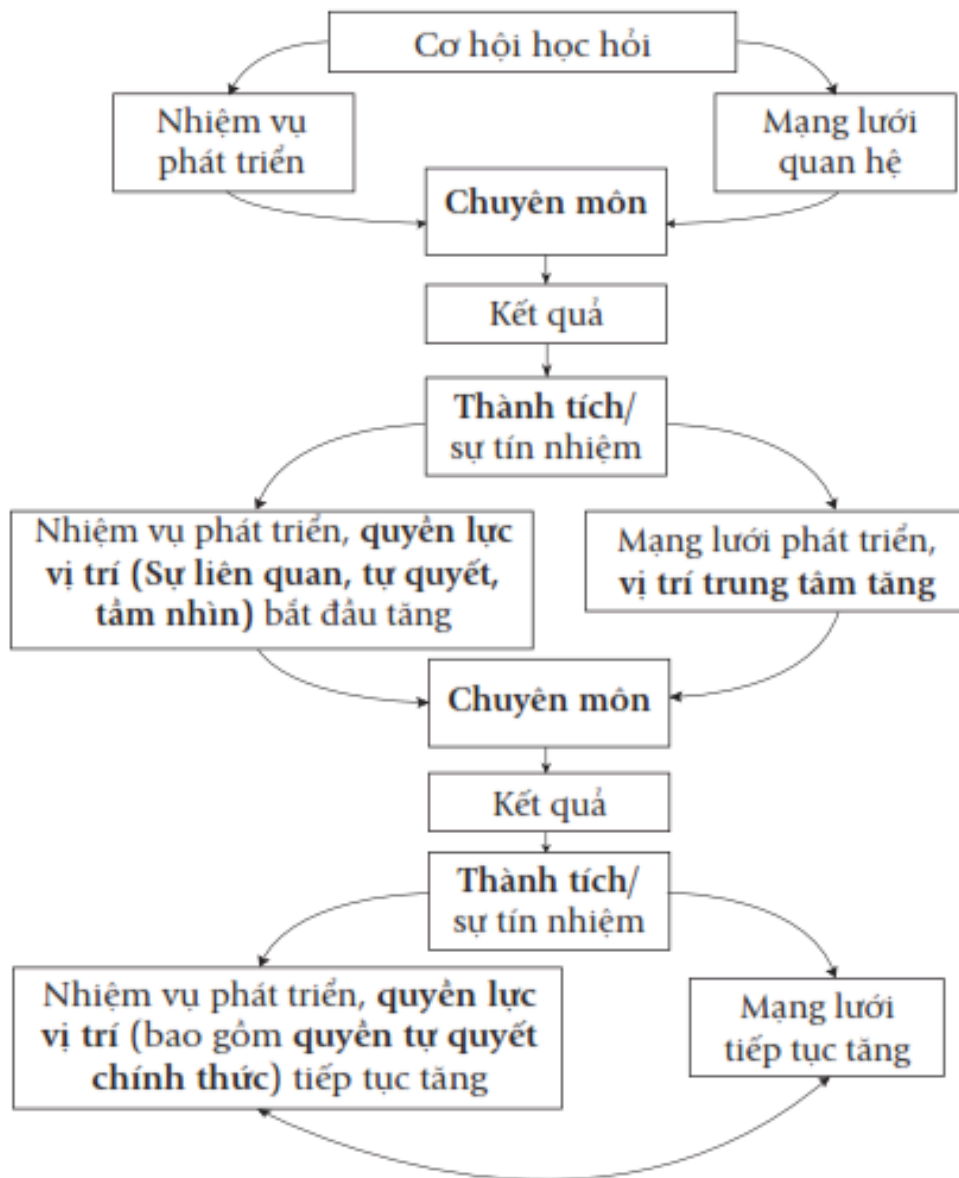 Cơ hội học hỏi
Nhiệm vụ
phát triển
Mạng lưới
quan hệ
Chuyên môn
Kết quả
Thành tích/
sự tín nhiệm
Nhiệm vụ phát triển, quyền lực
vị trí (Sự liên quan, tự quyết,
tầm nhìn) bắt đầu tăng
Mạng lưới phát triển,
vị trí trung tâm tăng
Chuyên môn
Kết quả
Thành tích/
sự tín nhiệm
Nhiệm vụ phát triển, quyền lực
vị trí (bao gồm quyền tự quyết
chính thức) tiếp tục tăng
Mạng lưới
tiếp tục tăng